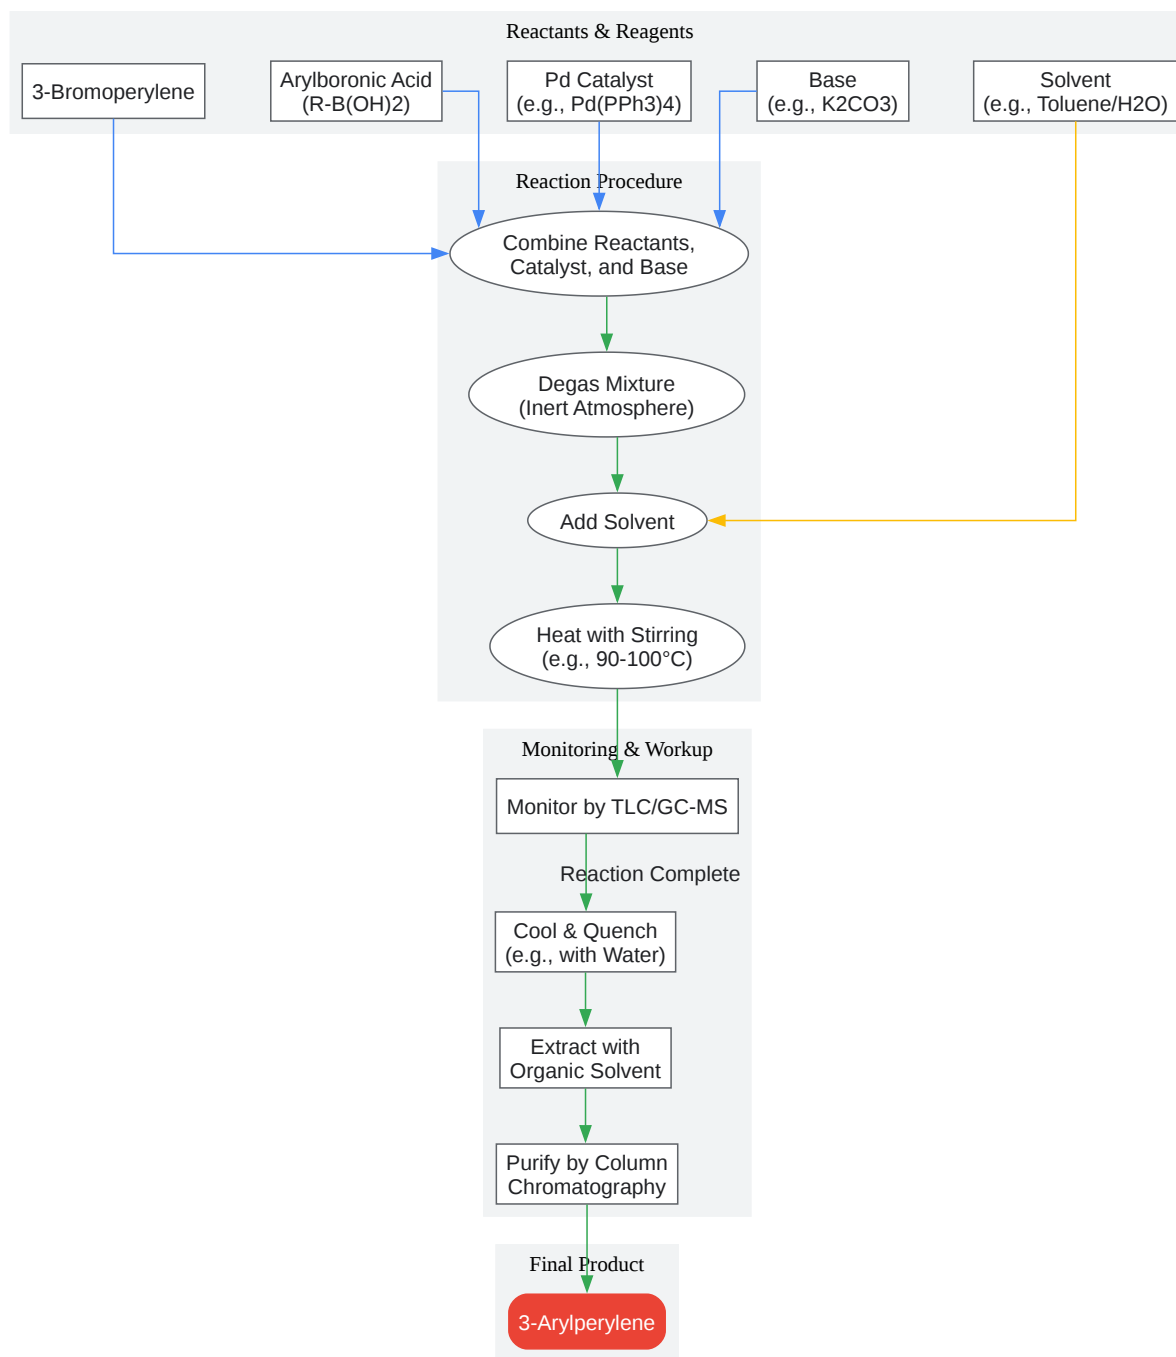 Reactants & Reagents
3-Bromoperylene
Arylboronic Acid
(R-B(OH)2)
Pd Catalyst
(e.g., Pd(PPh3)4)
Base
(e.g., K2CO3)
Solvent
(e.g., Toluene/H2O)
Reaction Procedure
Combine Reactants,
Catalyst, and Base
Degas Mixture
(Inert Atmosphere)
Add Solvent
Heat with Stirring
(e.g., 90-100°C)
Monitoring & Workup
Monitor by TLC/GC-MS
Reaction Complete
Cool & Quench
(e.g., with Water)
Extract with
Organic Solvent
Purify by Column
Chromatography
Final Product
3-Arylperylene